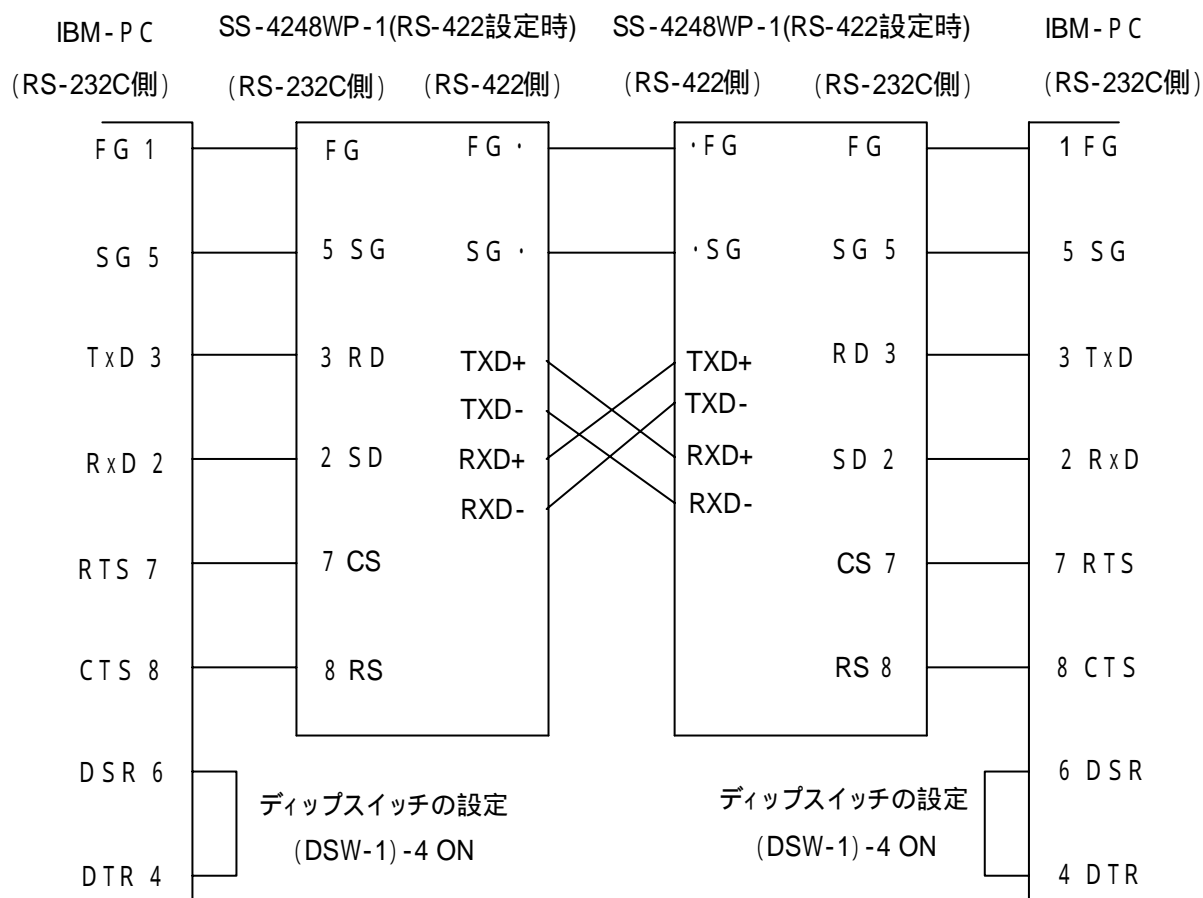 IBM-PC SS-4248WP-1(RS-422設定時) SS-4248WP-1(RS-422設定時) IBM-PC
(RS-232C側) (RS-232C側) (RS-422側) (RS-422側) (RS-232C側) (RS-232C側)
FG 1 FG FG・ ・FG FG 1 FG
SG 5 5 SG SG・ ・SG SG 5 5 SG
TxD 3 3 RD TXD+ TXD+ RD 3 3 TxD
TXD- TXD-
RxD 2 2 SD RXD+ RXD+ SD 2 2 RxD
RXD- RXD-
RTS 7 7 CS CS 7 7 RTS
CTS 8 8 RS RS 8 8 CTS
DSR 6 6 DSR
ディップスイッチの設定 ディップスイッチの設定
(DSW-1)-4 ON (DSW-1)-4 ON
DTR 4 4 DTR